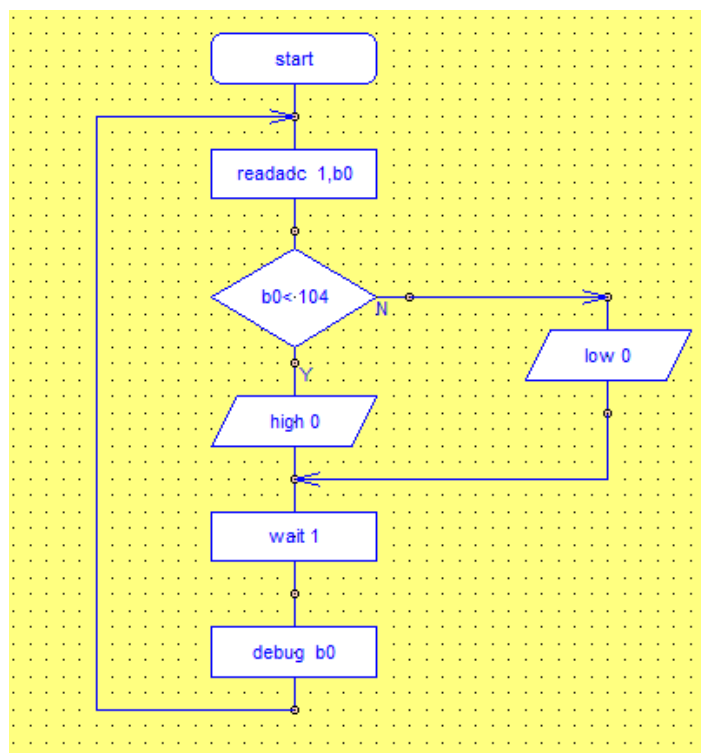 start
readadc 1,b0
b0< 104
N
low 0
Y
high 0
wait 1
debug b0